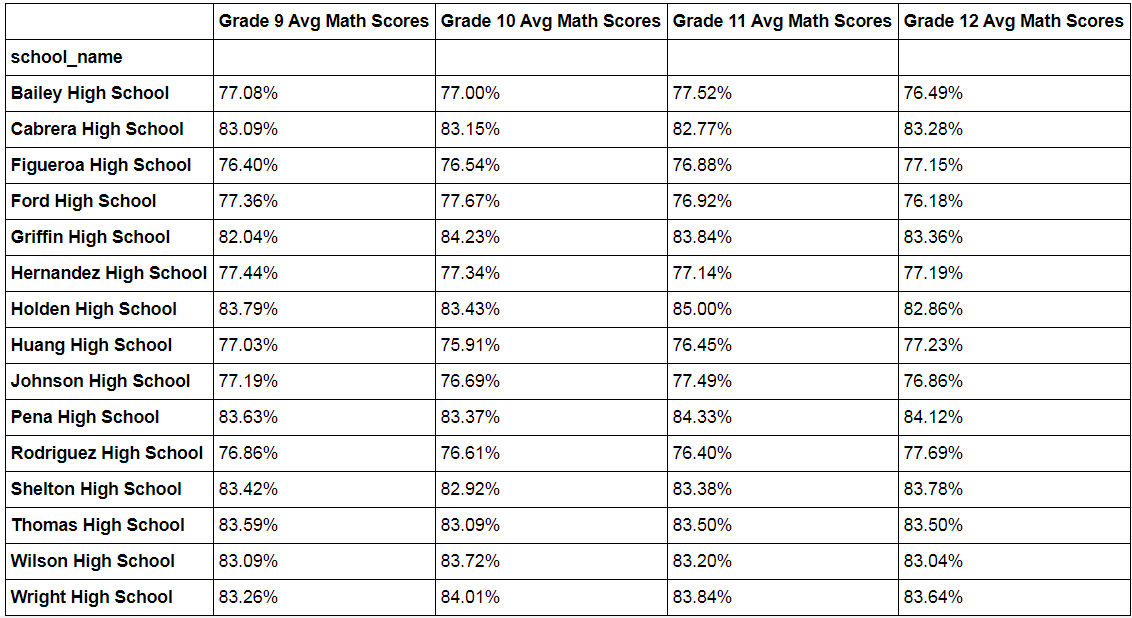 Grade 9 Avg Math Scores Grade 10 Avg Math Scores Grade 11 Avg Math Scores Grade 12 Avg Math Scores
school_name
Bailey High School 77.08% 77.00% 77.52% 76.49%
Cabrera High School 83.09% 83.15% 82.77% 83.28%
Figueroa High School 76.40% 76.54% 76.88% 77.15%
Ford High School 77.36% 77.67% 76.92% 76.18%
Griffin High School 82.04% 84.23% 83.84% 83.36%
Hernandez High School 77.44% 77.34% 77.14% 77.19%
Holden High School 83.79% 83.43% 85.00% 82.86%
Huang High School 77.03% 75.91% 76.45% 77.23%
Johnson High School 77.19% 76.69% 77.49% 76.86%
Pena High School 83.63% 83.37% 84.33% 84.12%
Rodriguez High School 76.86% 76.61% 76.40% 77.69%
Shelton High School 83.42% 82.92% 83.38% 83.78%
Thomas High School 83.59% 83.09% 83.50% 83.50%
Wilson High School 83.09% 83.72% 83.20% 83.04%
Wright High School 83.26% 84.01% 83.84% 83.64%